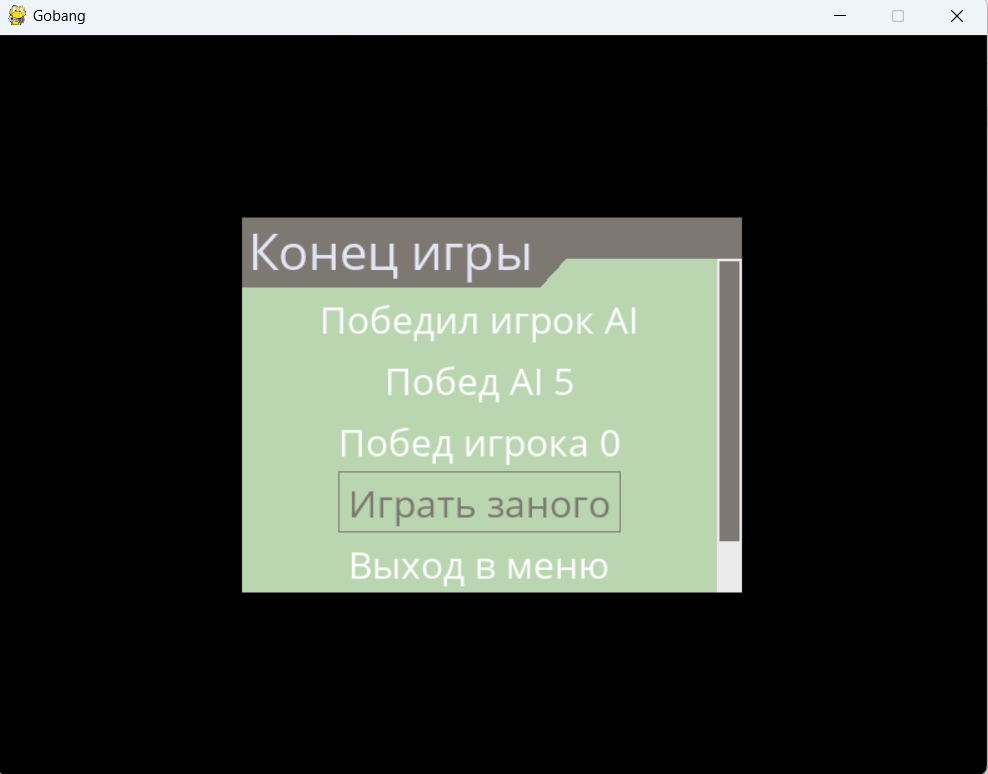 Gobang
Конец игры
Победил игрок AI
Побед AI 5
Побед игрока 0
Играть заного
Выход в меню